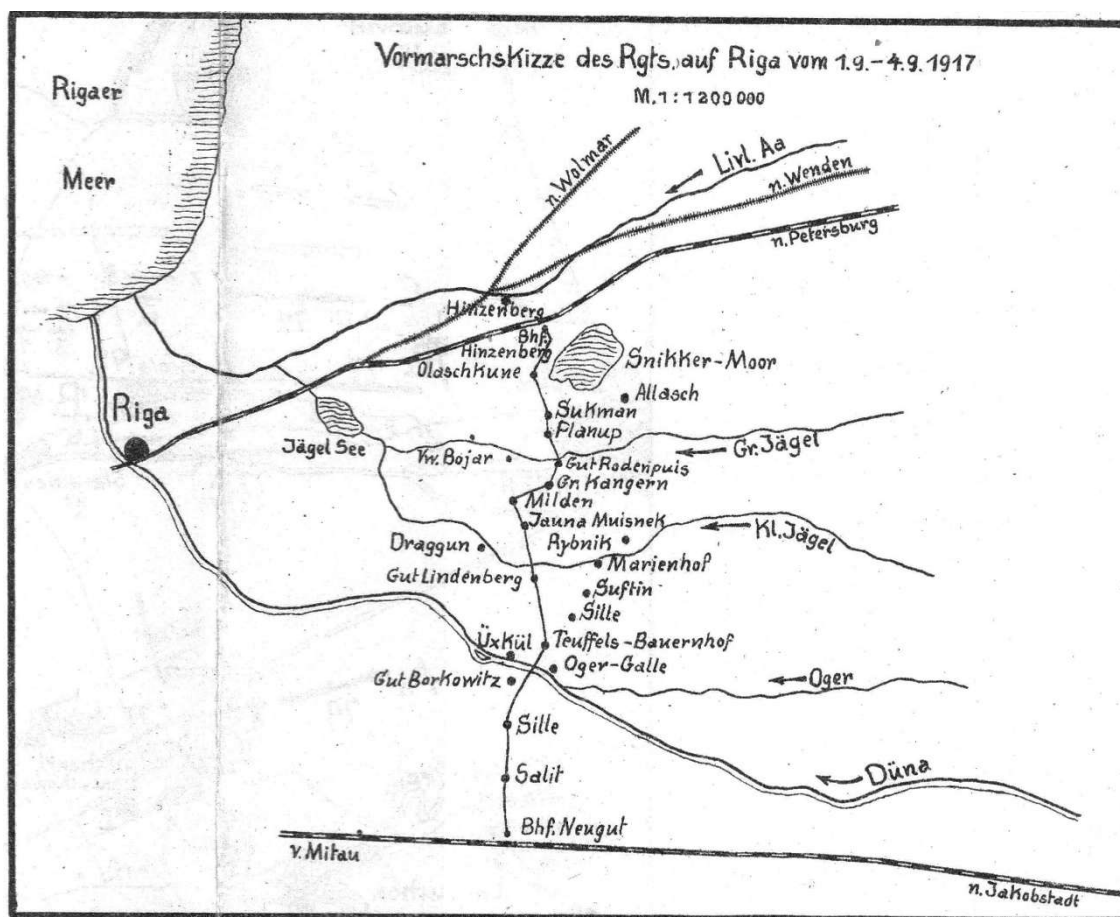 Vormarschskizze des Rgts. auf Riga vom 1.9.-4.9.1917
M. 1:1200000
Rigaer
Meer
n. Wolmar
Livl. Aa
n. Wenden
n. Petersburg
Hinzenberg
Bhf.
Hinzenberg
Olaschkune
Snikker-Moor
Allasch
Riga
Sukman
Planup
Jägel See
Vw. Bojar
Gr. Jägel
Gut Rodenpuis
Gr. Kangern
Milden
Jauna Muisnek
Rybnik
Kl. Jägel
Draggun
Marienhof
Gut Lindenberg
Suftin
Sille
Üxkül
Teuffels-Bauernhof
Oger-Galle
Gut Borkowitz
Oger
Sille
Salit
Düna
Bhf. Neugut
v. Mitau
n. Jakobstadt